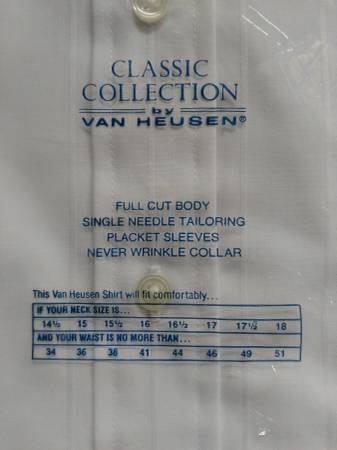 CLASSIC
COLLECTION
by
VAN HEUSEN®
FULL CUT BODY
SINGLE NEEDLE TAILORING
PLACKET SLEEVES
NEVER WRINKLE COLLAR
This Van Heusen Shirt will fit comfortably...
IF YOUR NECK SIZE IS...
14½ 15 15½ 16 16½ 17 17½ 18
AND YOUR WAIST IS NO MORE THAN...
34 36 38 41 44 46 49 51